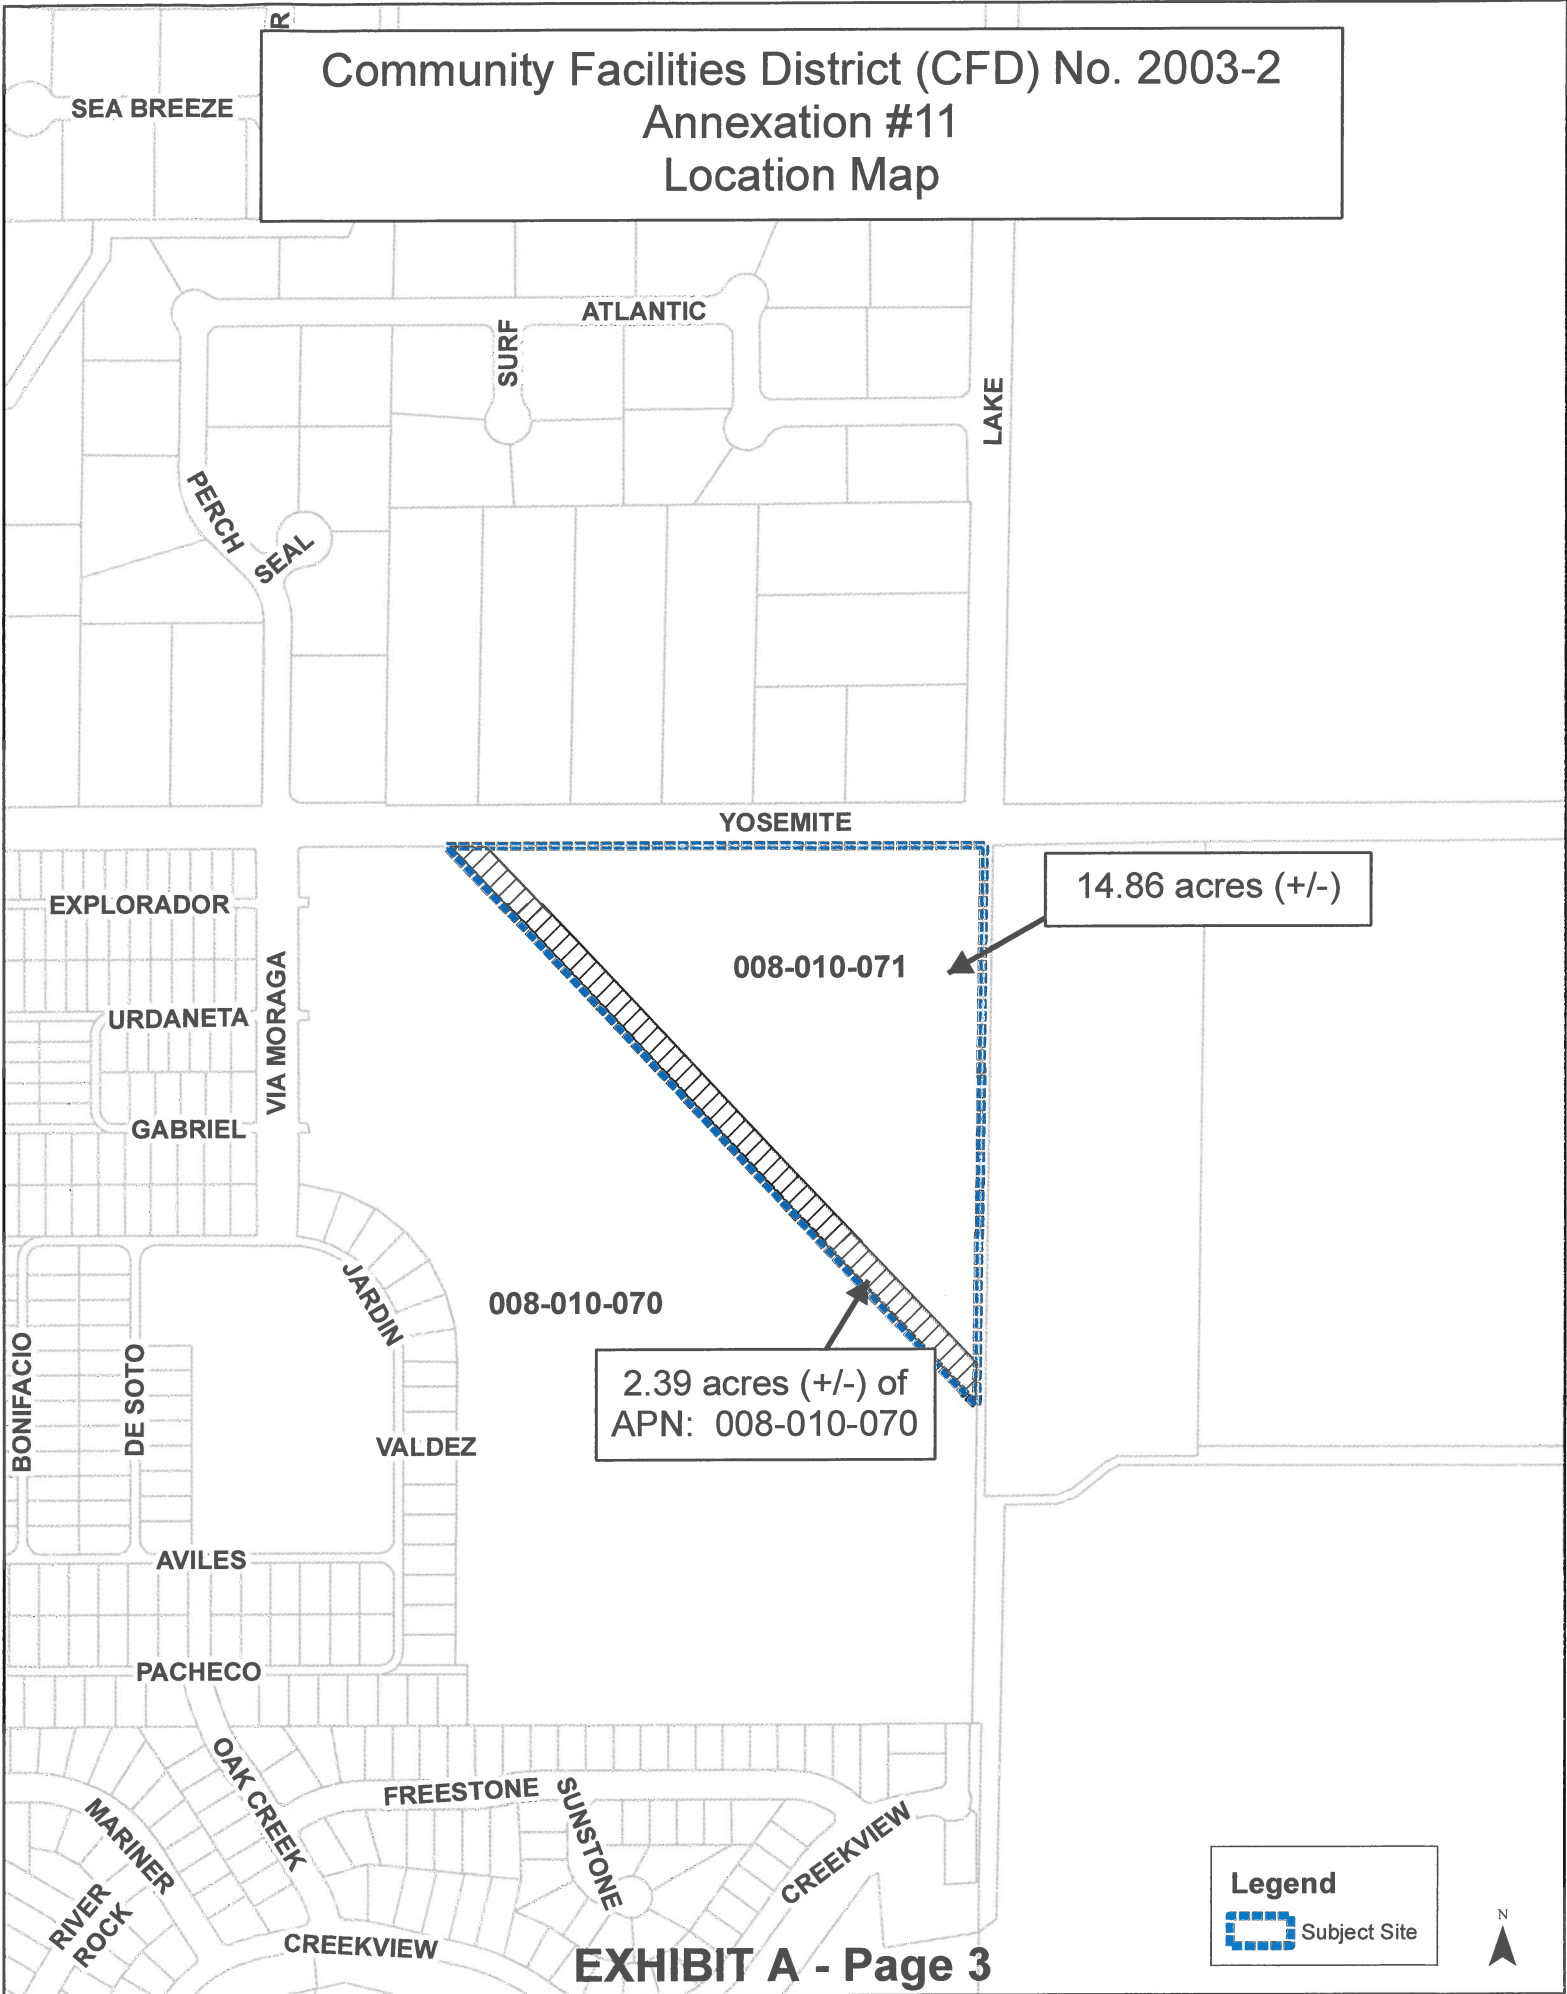 R
Community Facilities District (CFD) No. 2003-2
Annexation #11
Location Map
SEA BREEZE
ATLANTIC
SURF
LAKE
PERCH
SEAL
YOSEMITE
14.86 acres (+/-)
EXPLORADOR
008-010-071
URDANETA
VIA MORAGA
GABRIEL
JARDIN
008-010-070
BONIFACIO
DE SOTO
2.39 acres (+/-) of
APN: 008-010-070
VALDEZ
AVILES
PACHECO
OAK CREEK
FREESTONE
SUNSTONE
MARINER
CREEKVIEW
RIVER
ROCK
CREEKVIEW
Legend
Subject Site
N
EXHIBIT A - Page 3